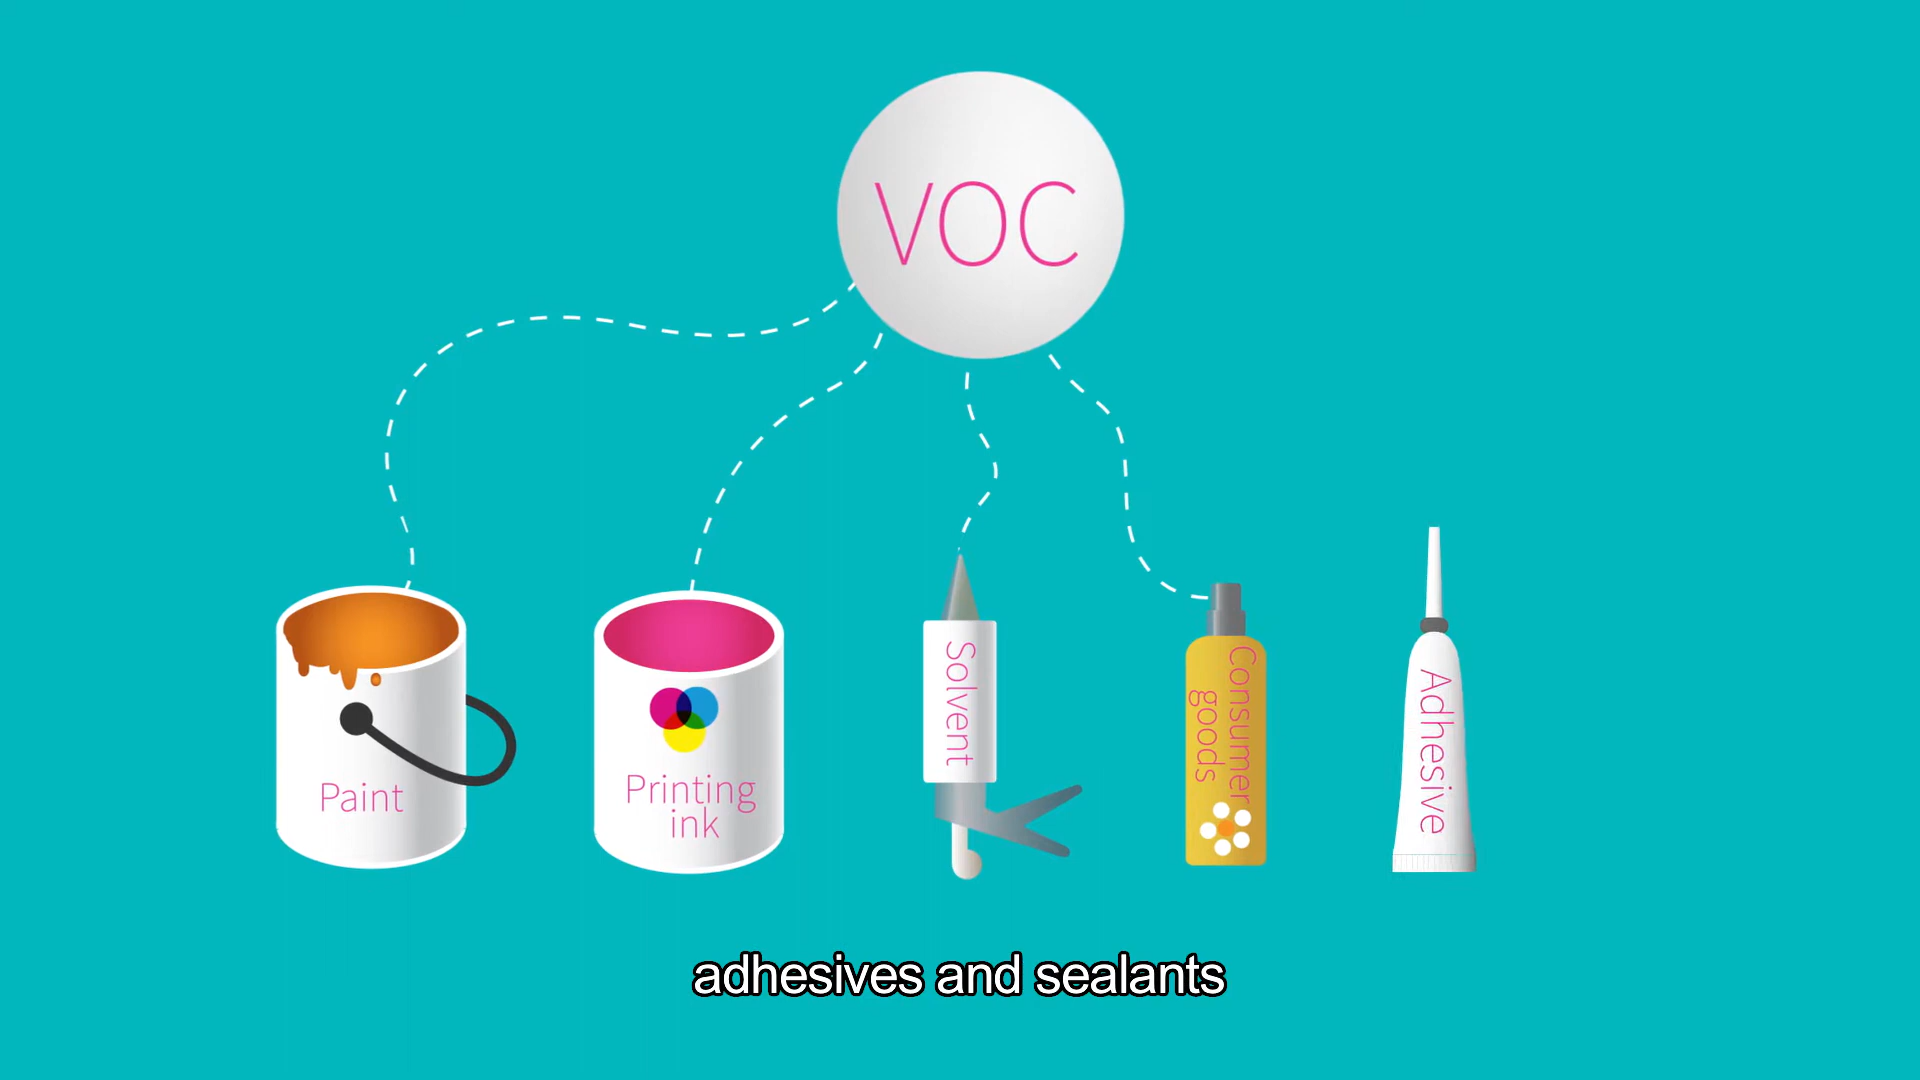 VOC
Paint
Printing
ink
Solvent
Consumer
goods
Adhesive
adhesives and sealants